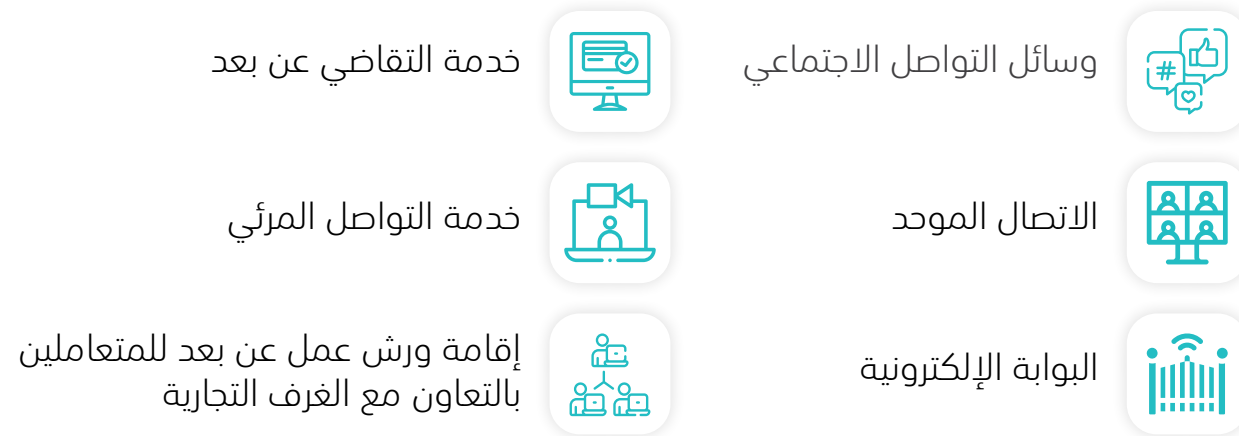 وسائل التواصل الاجتماعي
خدمة التقاضي عن بعد
الاتصال الموحد
خدمة التواصل المرئي
البوابة الإلكترونية
إقامة ورش عمل عن بعد للمتعاملين
بالتعاون مع الغرف التجارية